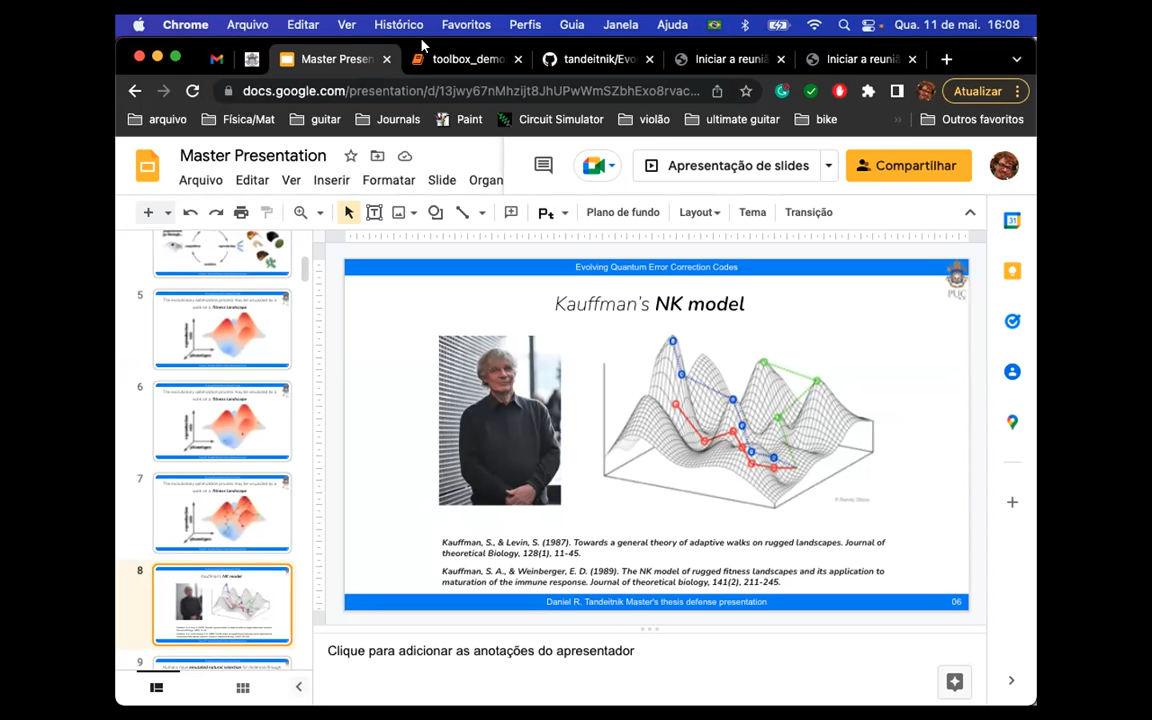 Chrome Arquivo Editar Ver Histórico Favoritos Perfis Guia Janela Ajuda Qua. 11 de mai. 16:08
Master Presen toolbox_demo tandeitnik/Evo Iniciar a reuniã Iniciar a reuniã
docs.google.com/presentation/d/13jwy67nMhzijt8JhUPwWmSZbhExo8rvac... Atualizar
arquivo Física/Mat guitar Journals Paint Circuit Simulator violão ultimate guitar bike » Outros favoritos
Master Presentation
Apresentação de slides Compartilhar
Arquivo Editar Ver Inserir Formatar Slide Organ
Plano de fundo Layout Tema Transição
5
6
7
8
9
Evolving Quantum Error Correction Codes
PUC
Kauffman's NK model
Kauffman, S., & Levin, S. (1987). Towards a general theory of adaptive walks on rugged landscapes. Journal of
theoretical Biology, 128(1), 11-45.
Kauffman, S. A., & Weinberger, E. D. (1989). The NK model of rugged fitness landscapes and its application to
maturation of the immune response. Journal of theoretical biology, 141(2), 211-245.
Daniel R. Tandeitnik Master's thesis defense presentation 06
Clique para adicionar as anotações do apresentador